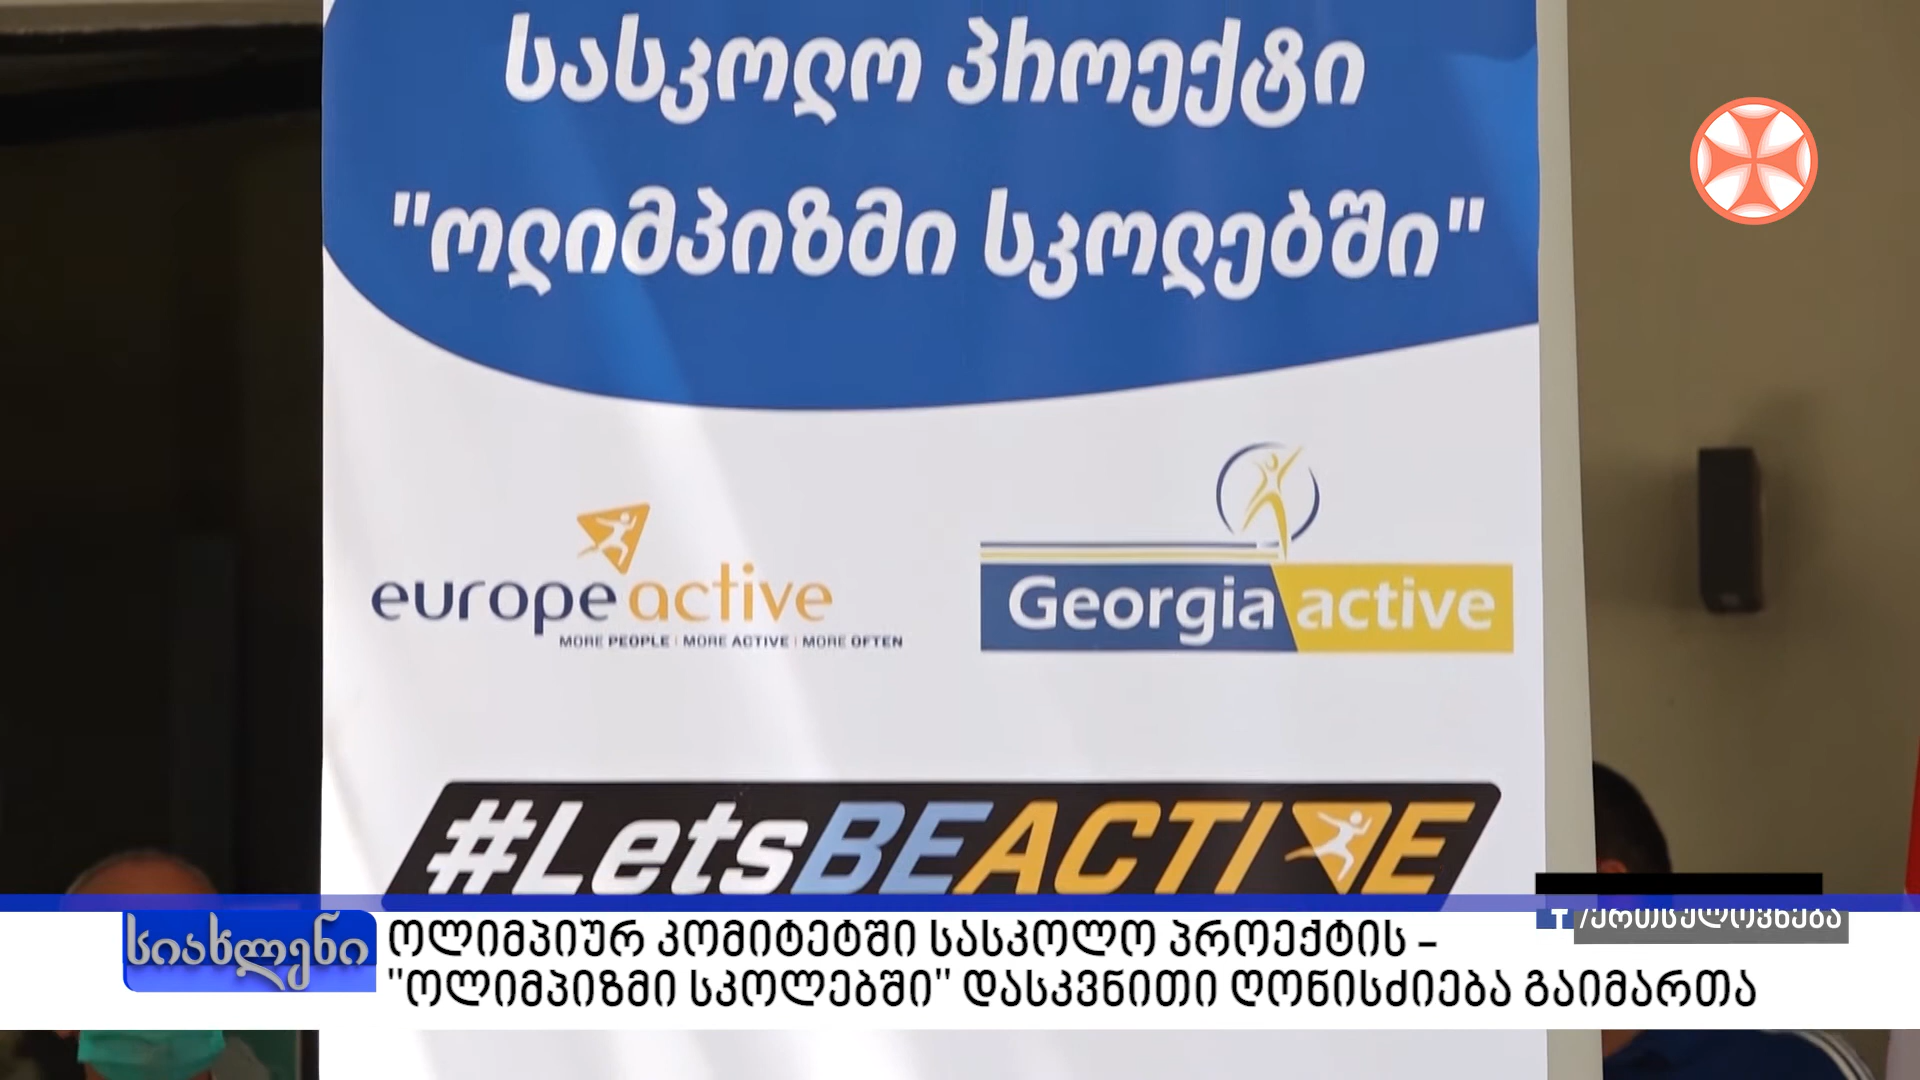 სასკოლო პროექტი
"ოლიმპიზმი სკოლებში"
europe active
MORE PEOPLE | MORE ACTIVE | MORE OFTEN
Georgia active
#LetsBEACTIVE
/ერთსულოვნება
სიახლენი
ოლიმპიურ კომიტეტში სასკოლო პროექტის –
"ოლიმპიზმი სკოლებში" დასკვნითი ღონისძიება გაიმართა